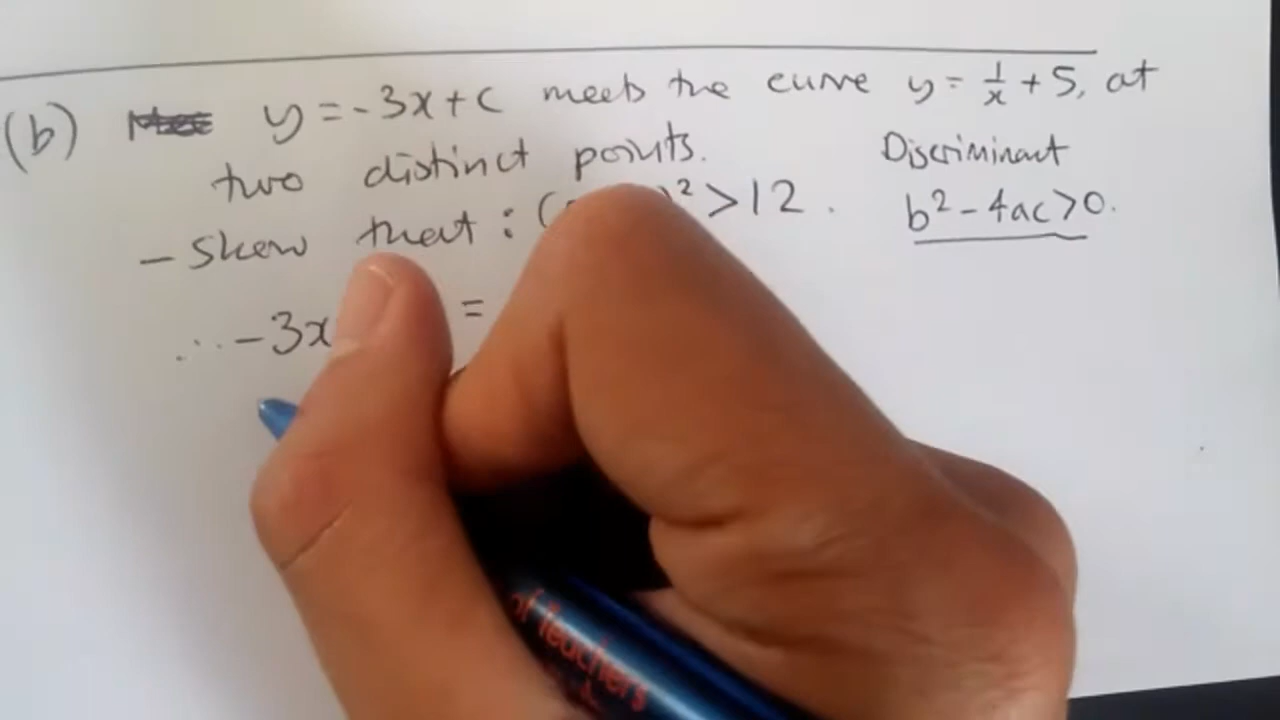 (b) y = -3x + c meets the curve y = 1/x + 5, at
two distinct points.
Discriminant
- Show that : ( )² > 12 .
b² - 4ac > 0.
∴ -3x =
of Teachers